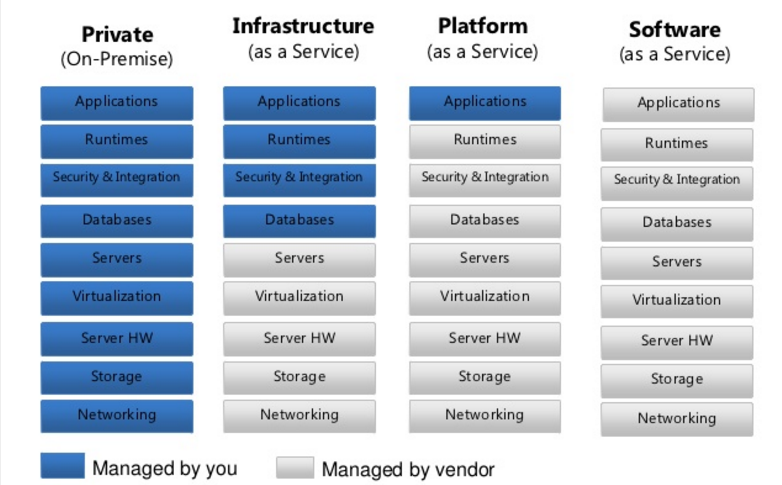 Private
(On-Premise)
Infrastructure
(as a Service)
Platform
(as a Service)
Software
(as a Service)
Applications
Runtimes
Security & Integration
Databases
Servers
Virtualization
Server HW
Storage
Networking
Applications
Runtimes
Security & Integration
Databases
Servers
Virtualization
Server HW
Storage
Networking
Applications
Runtimes
Security & Integration
Databases
Servers
Virtualization
Server HW
Storage
Networking
Applications
Runtimes
Security & Integration
Databases
Servers
Virtualization
Server HW
Storage
Networking
Managed by you
Managed by vendor